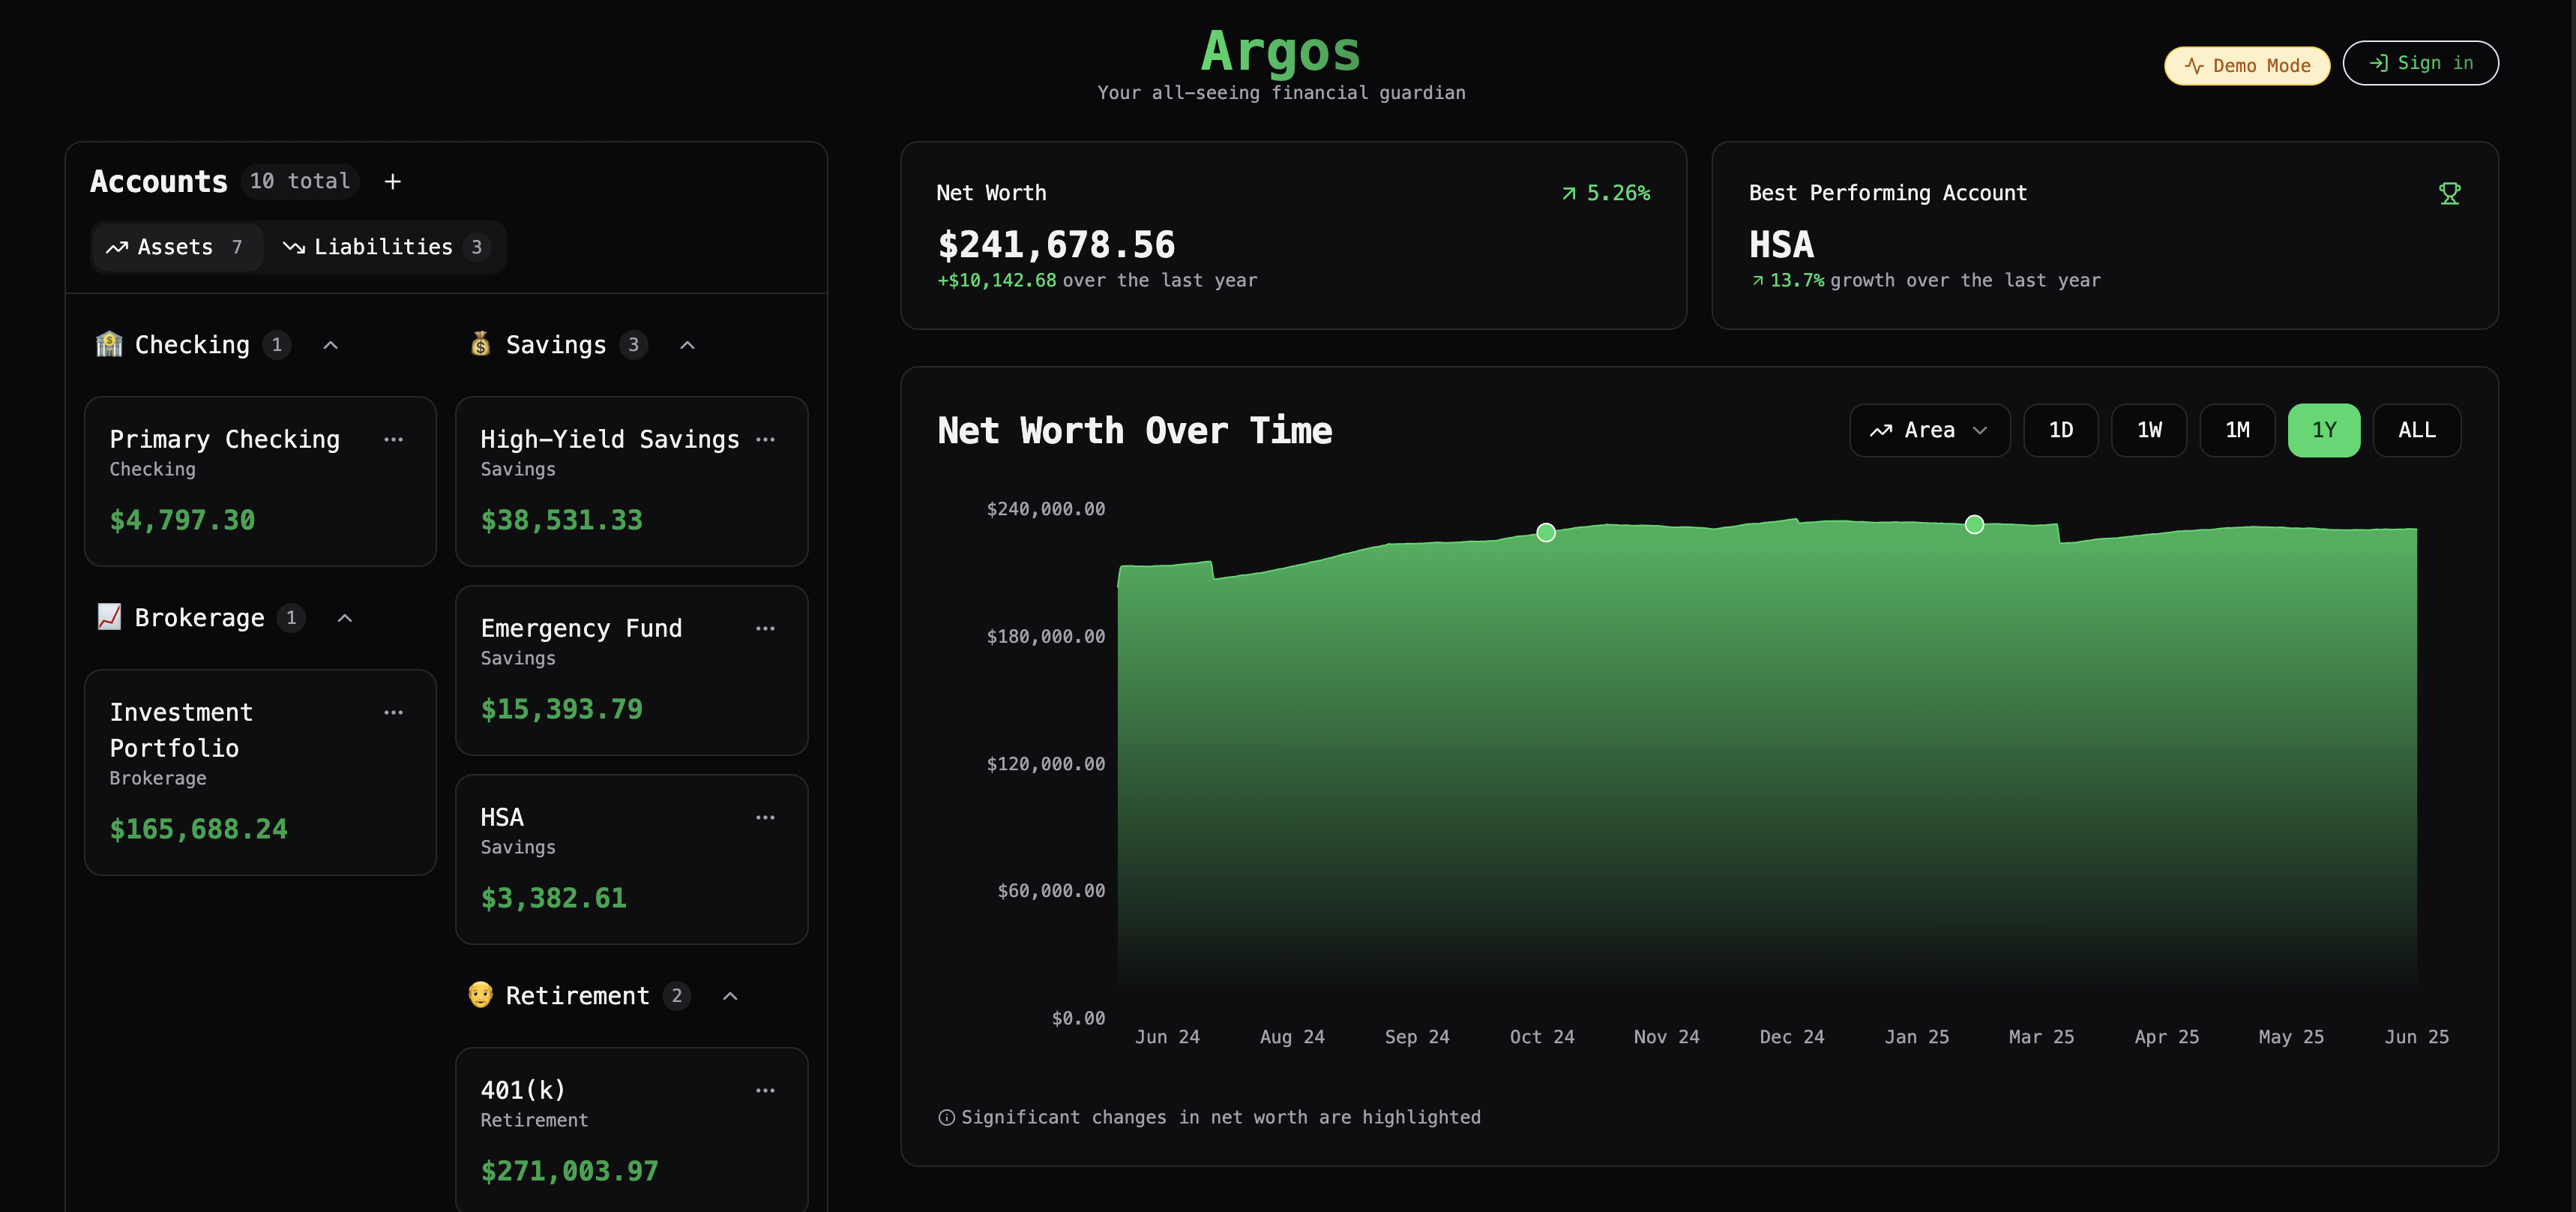 Argos
Your all-seeing financial guardian
Demo Mode
Sign in
Accounts 10 total +
Assets 7 Liabilities 3
Checking 1
Primary Checking
Checking
$4,797.30
Brokerage 1
Investment
Portfolio
Brokerage
$165,688.24
Savings 3
High-Yield Savings
Savings
$38,531.33
Emergency Fund
Savings
$15,393.79
HSA
Savings
$3,382.61
Retirement 2
401(k)
Retirement
$271,003.97
Net Worth 5.26%
$241,678.56
+$10,142.68 over the last year
Best Performing Account
HSA
13.7% growth over the last year
Net Worth Over Time
Area 1D 1W 1M 1Y ALL
$240,000.00
$180,000.00
$120,000.00
$60,000.00
$0.00
Jun 24 Aug 24 Sep 24 Oct 24 Nov 24 Dec 24 Jan 25 Mar 25 Apr 25 May 25 Jun 25
Significant changes in net worth are highlighted